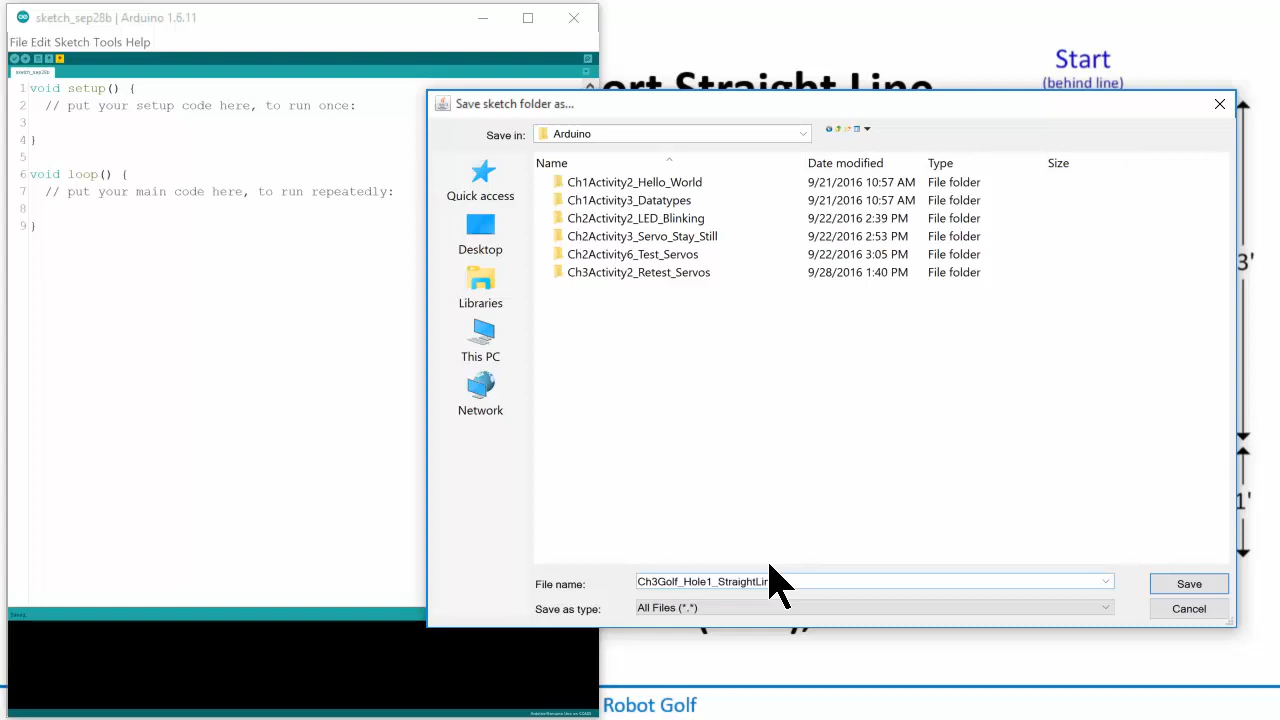 sketch_sep28b | Arduino 1.6.11
File Edit Sketch Tools Help
sketch_sep28b
1 void setup() {
2 // put your setup code here, to run once:
3
4 }
5
6 void loop() {
7 // put your main code here, to run repeatedly:
8
9 }
ort Straight Line
Start
(behind line)
3'
1'
Save sketch folder as...
Save in: Arduino
Name Date modified Type Size
Quick access
Desktop
Libraries
This PC
Network
Ch1Activity2_Hello_World 9/21/2016 10:57 AM File folder
Ch1Activity3_Datatypes 9/21/2016 10:57 AM File folder
Ch2Activity2_LED_Blinking 9/22/2016 2:39 PM File folder
Ch2Activity3_Servo_Stay_Still 9/22/2016 2:53 PM File folder
Ch2Activity6_Test_Servos 9/22/2016 3:05 PM File folder
Ch3Activity2_Retest_Servos 9/28/2016 1:40 PM File folder
File name: Ch3Golf_Hole1_StraightLin
Save
Save as type: All Files (*.*)
Cancel
Robot Golf